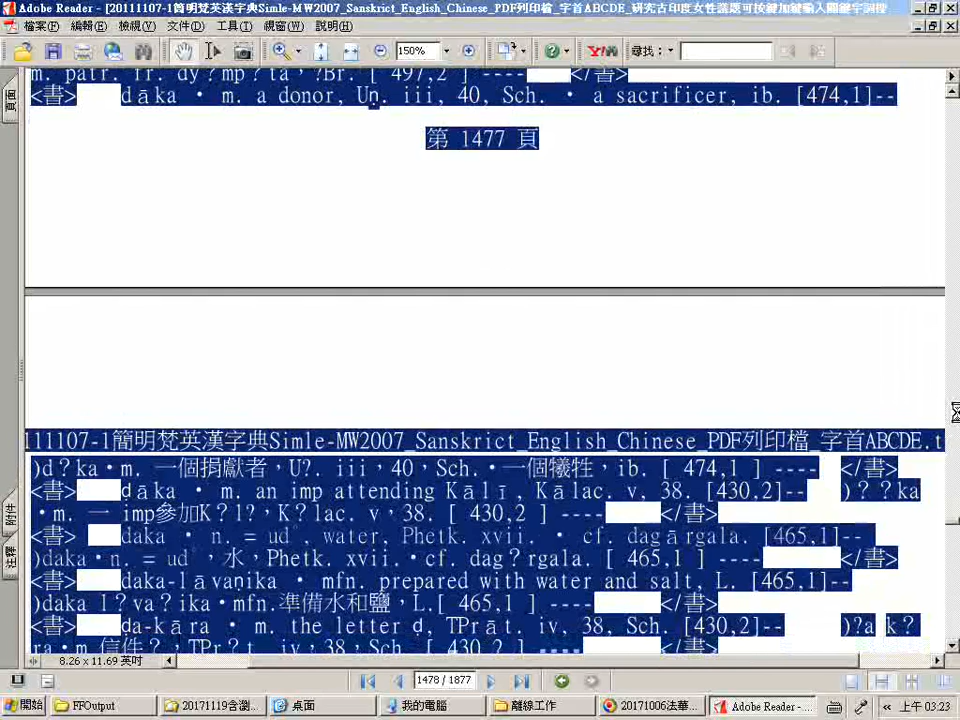 Adobe Reader - [20111107-1簡明梵英漢字典Simle-MW2007_Sanskrict_English_Chinese_PDF列印檔_字首ABCDE_研究古印度女性議題可按鍵輸入關鍵字詞搜
檔案(F) 編輯(E) 檢視(V) 文件(D) 工具(T) 視窗(W) 說明(H)
150% Y! 尋找：
頁面
m. patr. fr. dy?mp?ta，?Br. [ 497,2 ] ---- </書>
<書> dāka • m. a donor, Uṇ. iii, 40, Sch. • a sacrificer, ib. [474,1]--
第 1477 頁
111107-1簡明梵英漢字典Simle-MW2007_Sanskrict_English_Chinese_PDF列印檔_字首ABCDE.t
)d？ka•m. 一個捐獻者，U?. iii，40，Sch.•一個犧牲，ib. [ 474,1 ] ---- </書>
<書> ḍāka • m. an imp attending Kālī, Kālac. v, 38. [430,2]-- )？？ka
•m. 一 imp參加K？l?，K？lac. v，38. [ 430,2 ] ---- </書>
<書> daka • n. = ud°, water, Phetk. xvii. • cf. dagārgala. [465,1]--
)daka•n. = ud°，水，Phetk. xvii.•cf. dag？rgala. [ 465,1 ] ---- </書>
<書> daka-lāvaṇika • mfn. prepared with water and salt, L. [465,1]--
)daka l？va？ika•mfn.準備水和鹽，L.[ 465,1 ] ---- </書>
<書> ḍa-kāra • m. the letter ḍ, TPrāt. iv, 38, Sch. [430,2]-- )?a k？
ra•m.信件？，TPr？t. iv，38，Sch.[ 430,2 ] ---- </書>
附件
注釋
8.26 x 11.69 英吋
1478 / 1877
開始 FFOutput 20171119含瀏... 桌面 我的電腦 離線工作 20171006法華... Adobe Reader - ... « 上午 03:23